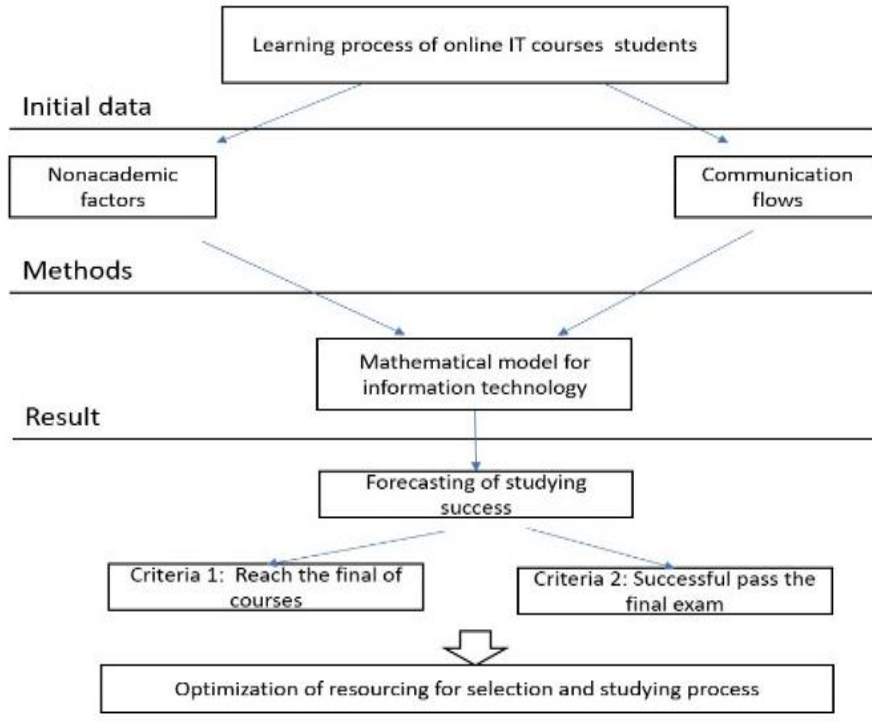 Learning process of online IT courses students
Initial data
Nonacademic
factors
Communication
flows
Methods
Mathematical model for
information technology
Result
Forecasting of studying
success
Criteria 1: Reach the final of
courses
Criteria 2: Successful pass the
final exam
Optimization of resourcing for selection and studying process